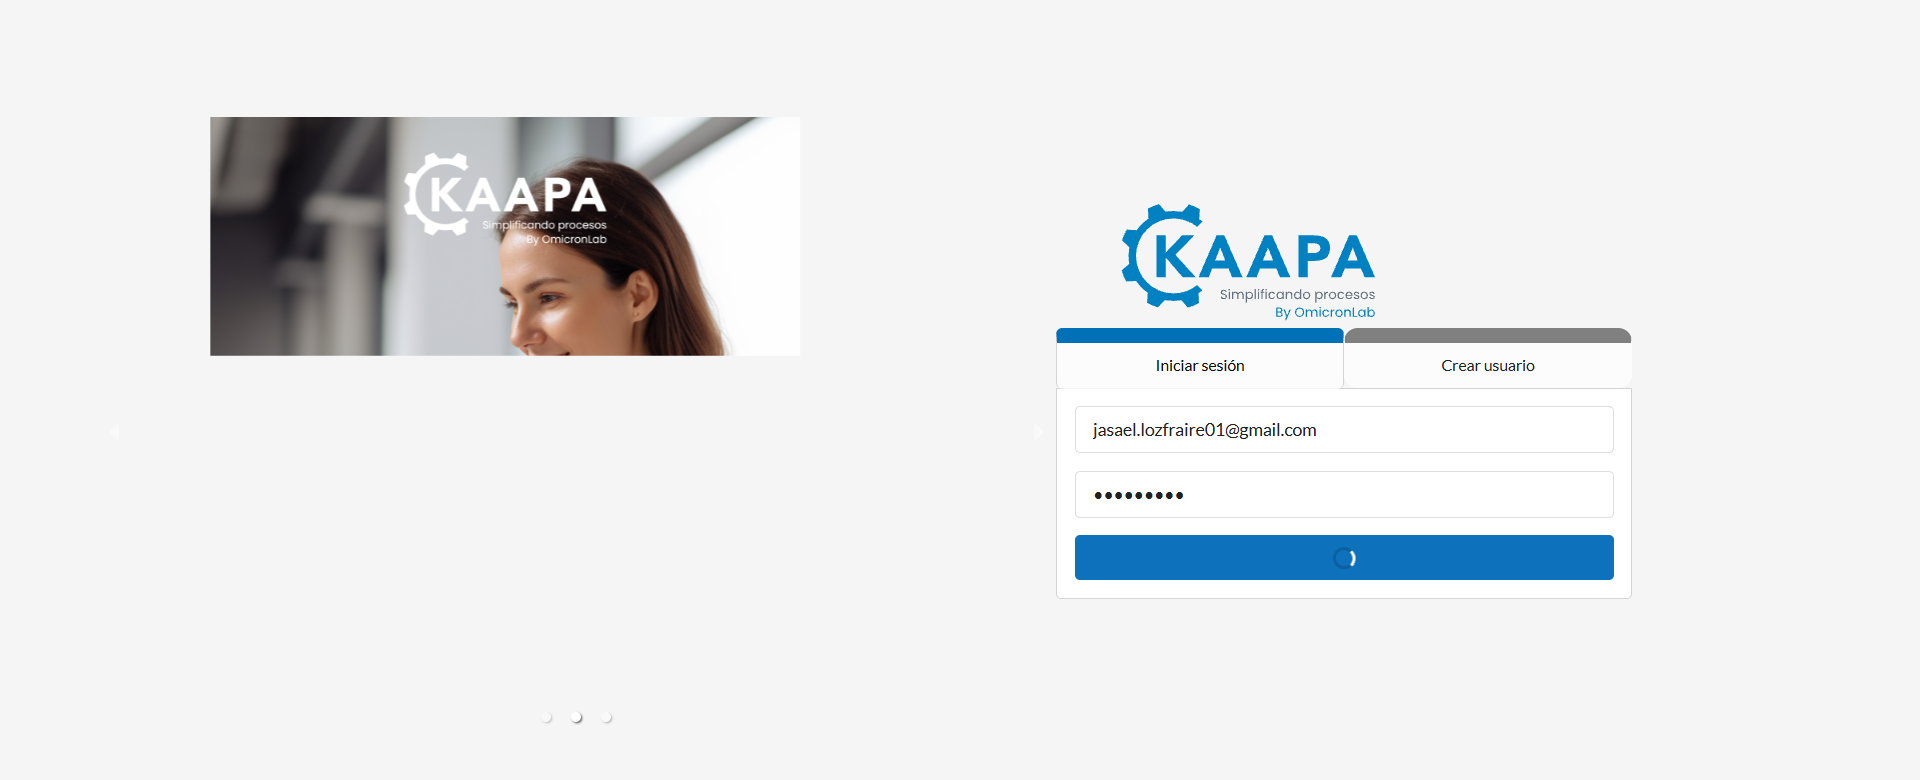 KAAPA
Simplificando procesos
By OmicronLab
KAAPA
Simplificando procesos
By OmicronLab
Iniciar sesión
Crear usuario
jasael.lozfraire01@gmail.com
•••••••••